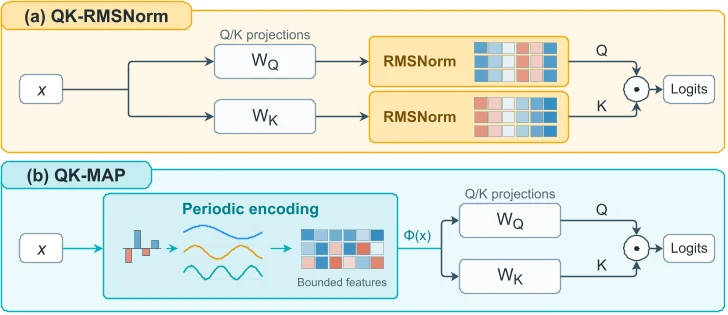 (a) QK-RMSNorm
Q/K projections
x
W_Q
RMSNorm
Q
W_K
RMSNorm
K
Logits
(b) QK-MAP
Periodic encoding
x
Bounded features
Φ(x)
Q/K projections
W_Q
Q
W_K
K
Logits